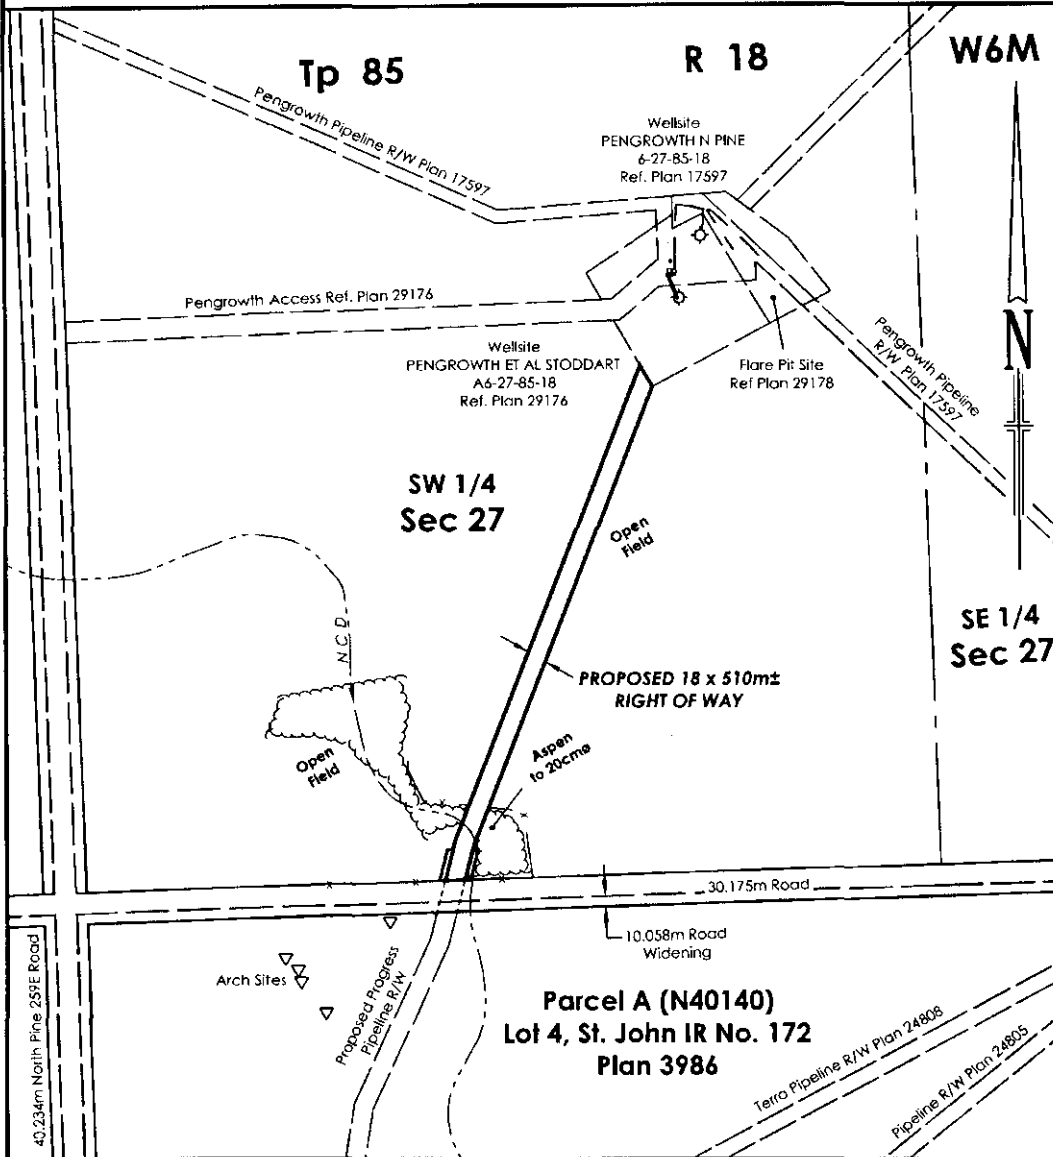 Tp 85
R 18
W6M
Pengrowth Pipeline R/W Plan 17597
Wellsite
PENGROWTH N PINE
6-27-85-18
Ref. Plan 17597
Pengrowth Access Ref. Plan 29176
Wellsite
PENGROWTH ET AL STODDART
A6-27-85-18
Ref. Plan 29176
Flare Pit Site
Ref Plan 29178
Pengrowth Pipeline
R/W Plan 17597
N
SW 1/4
Sec 27
Open
Field
SE 1/4
Sec 27
N C D
PROPOSED 18 x 510m±
RIGHT OF WAY
Open
Field
Aspen
to 20cmø
30.175m Road
10.058m Road
Widening
40.234m North Pine 259E Road
Arch Sites
Proposed Progress
Pipeline R/W
Parcel A (N40140)
Lot 4, St. John IR No. 172
Plan 3986
Terra Pipeline R/W Plan 24808
Pipeline R/W Plan 24805